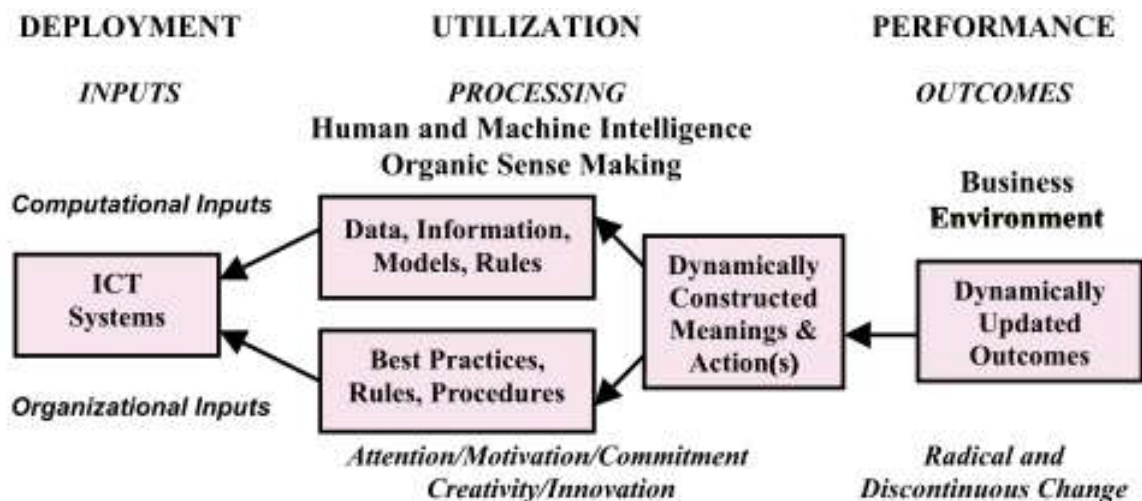 DEPLOYMENT UTILIZATION PERFORMANCE
INPUTS PROCESSING OUTCOMES
Human and Machine Intelligence
Organic Sense Making
Computational Inputs
Business
Environment
Data, Information,
Models, Rules
ICT
Systems
Dynamically
Constructed
Meanings &
Action(s)
Dynamically
Updated
Outcomes
Best Practices,
Rules, Procedures
Organizational Inputs
Attention/Motivation/Commitment
Creativity/Innovation
Radical and
Discontinuous Change